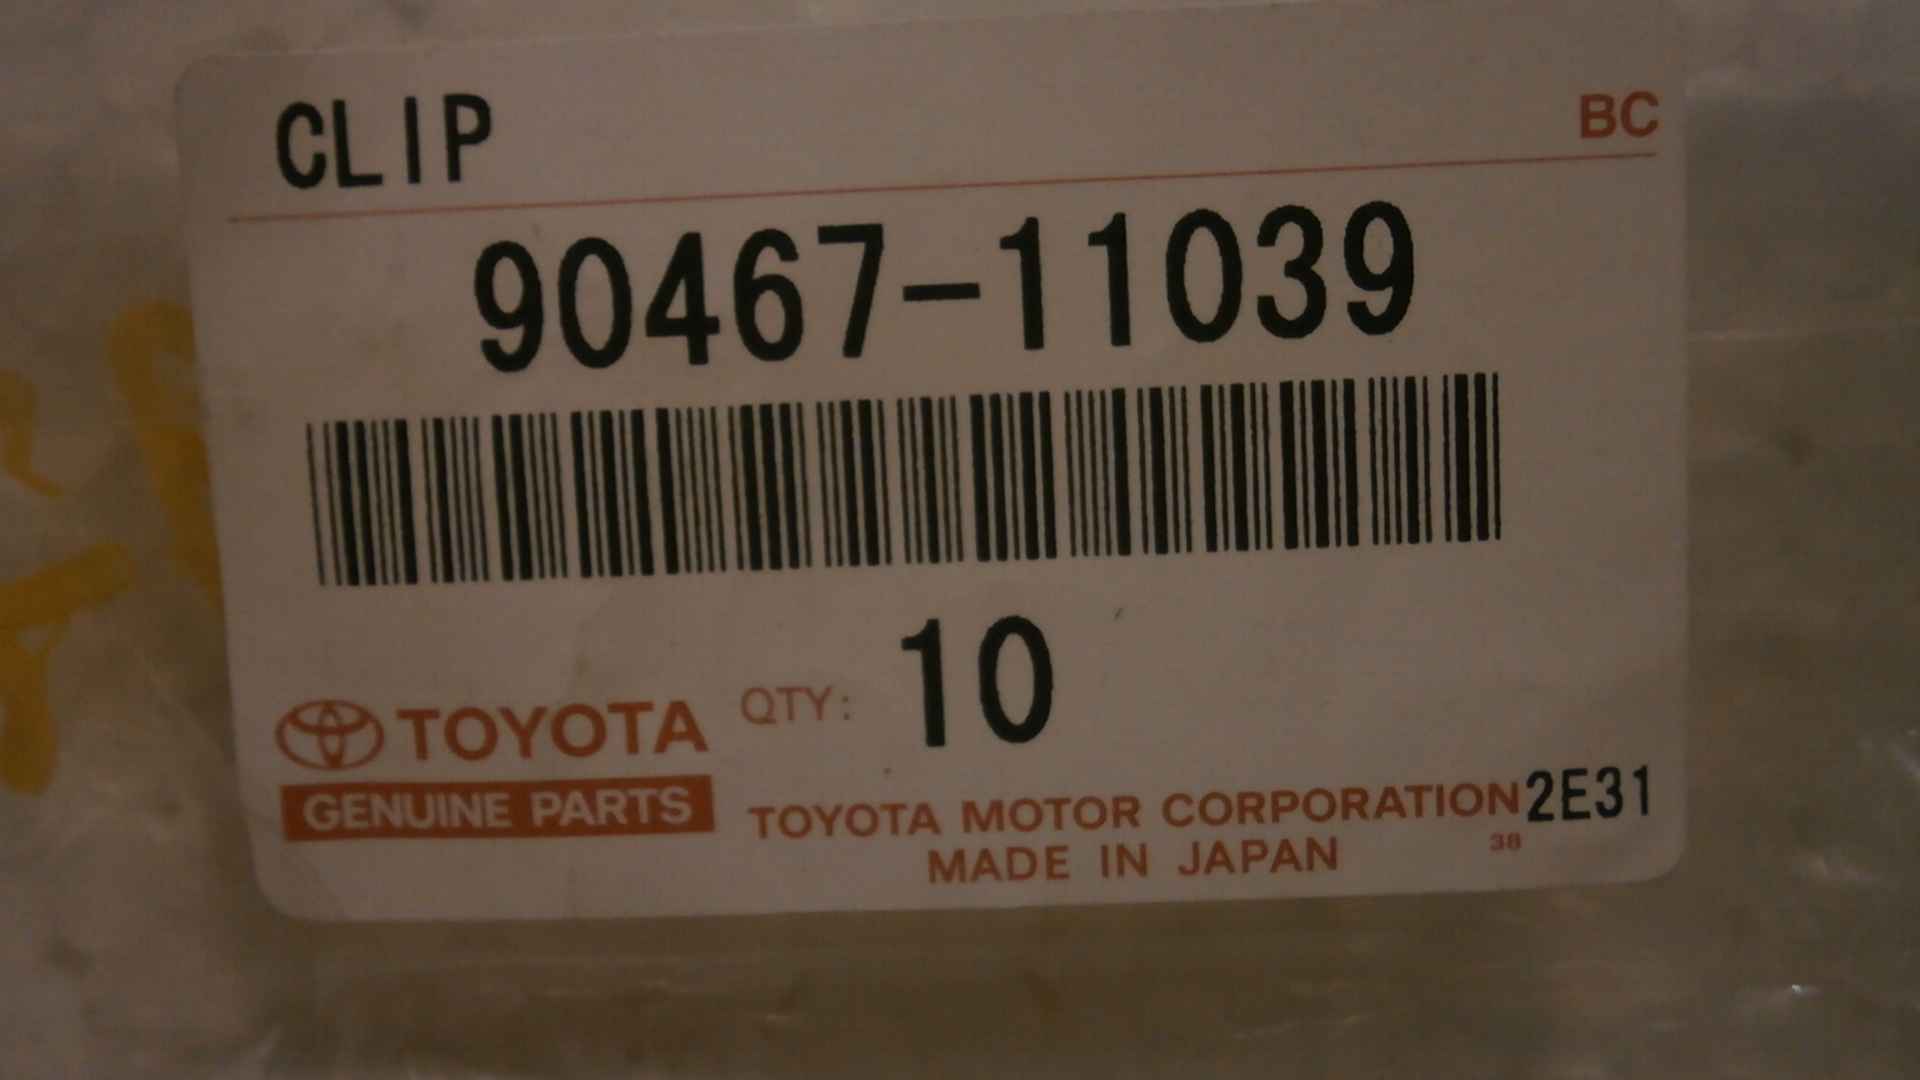 CLIP
BC
90467-11039
QTY: 10
TOYOTA
GENUINE PARTS
TOYOTA MOTOR CORPORATION 2E31
MADE IN JAPAN 38